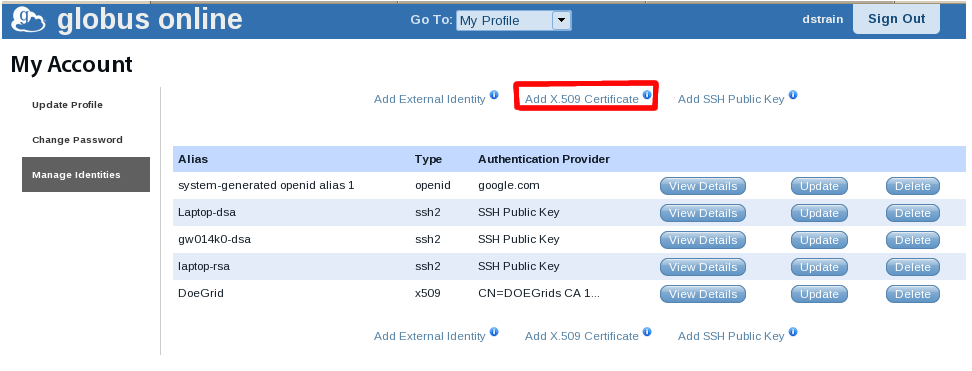 globus online Go To: My Profile dstrain Sign Out
My Account
Update Profile
Change Password
Manage Identities
Add External Identity i Add X.509 Certificate i Add SSH Public Key i
Alias Type Authentication Provider
system-generated openid alias 1 openid google.com View Details Update Delete
Laptop-dsa ssh2 SSH Public Key View Details Update Delete
gw014k0-dsa ssh2 SSH Public Key View Details Update Delete
laptop-rsa ssh2 SSH Public Key View Details Update Delete
DoeGrid x509 CN=DOEGrids CA 1... View Details Update Delete
Add External Identity i Add X.509 Certificate i Add SSH Public Key i